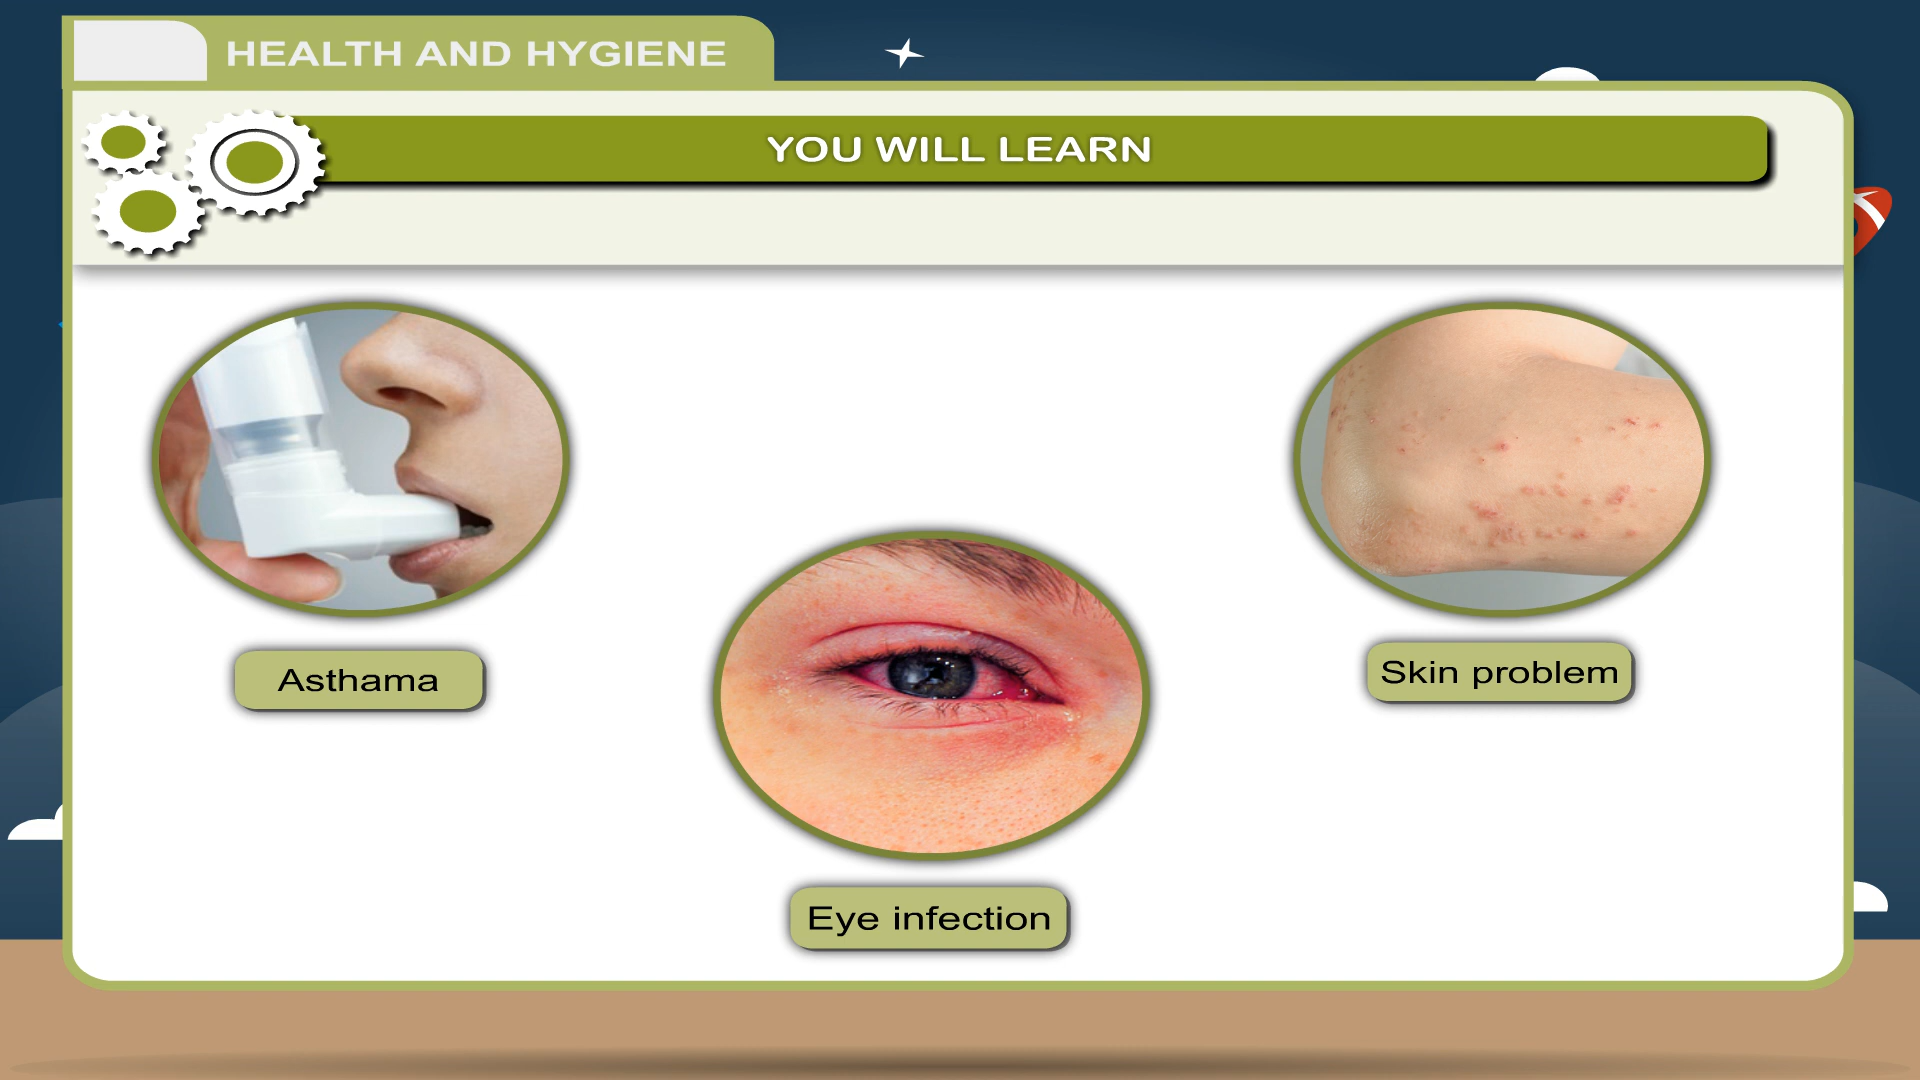 HEALTH AND HYGIENE
YOU WILL LEARN
Asthama
Skin problem
Eye infection